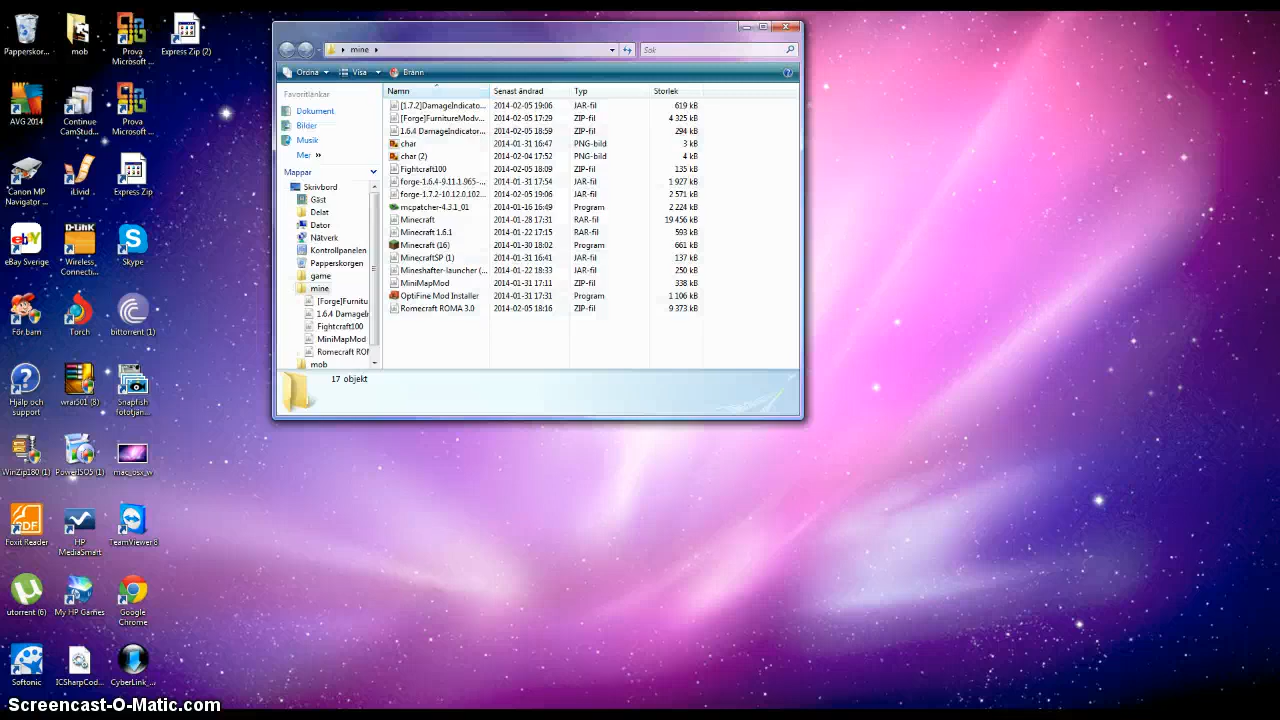 Papperskor...
mob
Prova
Microsoft ...
Express Zip (2)
AVG 2014
Continue
CamStud...
Prova
Microsoft ...
Canon MP
Navigator ...
iLivid
Express Zip
eBay Sverige
Wireless
Connecti...
Skype
För.barn
Torch
bittorrent (1)
Hjälp och
support
wrar501 (8)
Snapfish
fototjän...
WinZip180 (1)
PowerISO5 (1)
mac_osx_w
Foxit Reader
HP
MediaSmart
TeamViewer 8
utorrent (6)
My HP Games
Google
Chrome
Softonic
ICSharpCod...
CyberLink_...
mine
Sök
Ordna
Visa
Bränn
Favoritlänkar
Dokument
Bilder
Musik
Mer »
Mappar
Skrivbord
Gäst
Delat
Dator
Nätverk
Kontrollpanelen
Papperskorgen
game
mine
[Forge]Furnitu
1.6.4 DamageI
Fightcraft100
MiniMapMod
Romecraft RO
mob
Namn Senast ändrad Typ Storlek
[1.7.2]DamageIndicato... 2014-02-05 19:06 JAR-fil 619 kB
[Forge]FurnitureModv... 2014-02-05 17:29 ZIP-fil 4 325 kB
1.6.4 DamageIndicator... 2014-02-05 18:59 ZIP-fil 294 kB
char 2014-01-31 16:47 PNG-bild 3 kB
char (2) 2014-02-04 17:52 PNG-bild 4 kB
Fightcraft100 2014-02-05 18:09 ZIP-fil 135 kB
forge-1.6.4-9.11.1.965-... 2014-01-31 17:54 JAR-fil 1 927 kB
forge-1.7.2-10.12.0.102... 2014-02-05 19:06 JAR-fil 2 571 kB
mcpatcher-4.3.1_01 2014-01-16 16:49 Program 2 224 kB
Minecraft 2014-01-28 17:31 RAR-fil 19 456 kB
Minecraft 1.6.1 2014-01-22 17:15 RAR-fil 593 kB
Minecraft (16) 2014-01-30 18:02 Program 661 kB
MinecraftSP (1) 2014-01-31 16:41 JAR-fil 137 kB
Mineshafter-launcher (... 2014-01-22 18:33 JAR-fil 250 kB
MiniMapMod 2014-01-31 17:11 ZIP-fil 338 kB
OptiFine Mod Installer 2014-01-31 17:31 Program 1 106 kB
Romecraft ROMA 3.0 2014-02-05 18:16 ZIP-fil 9 373 kB
17 objekt
Screencast-O-Matic.com